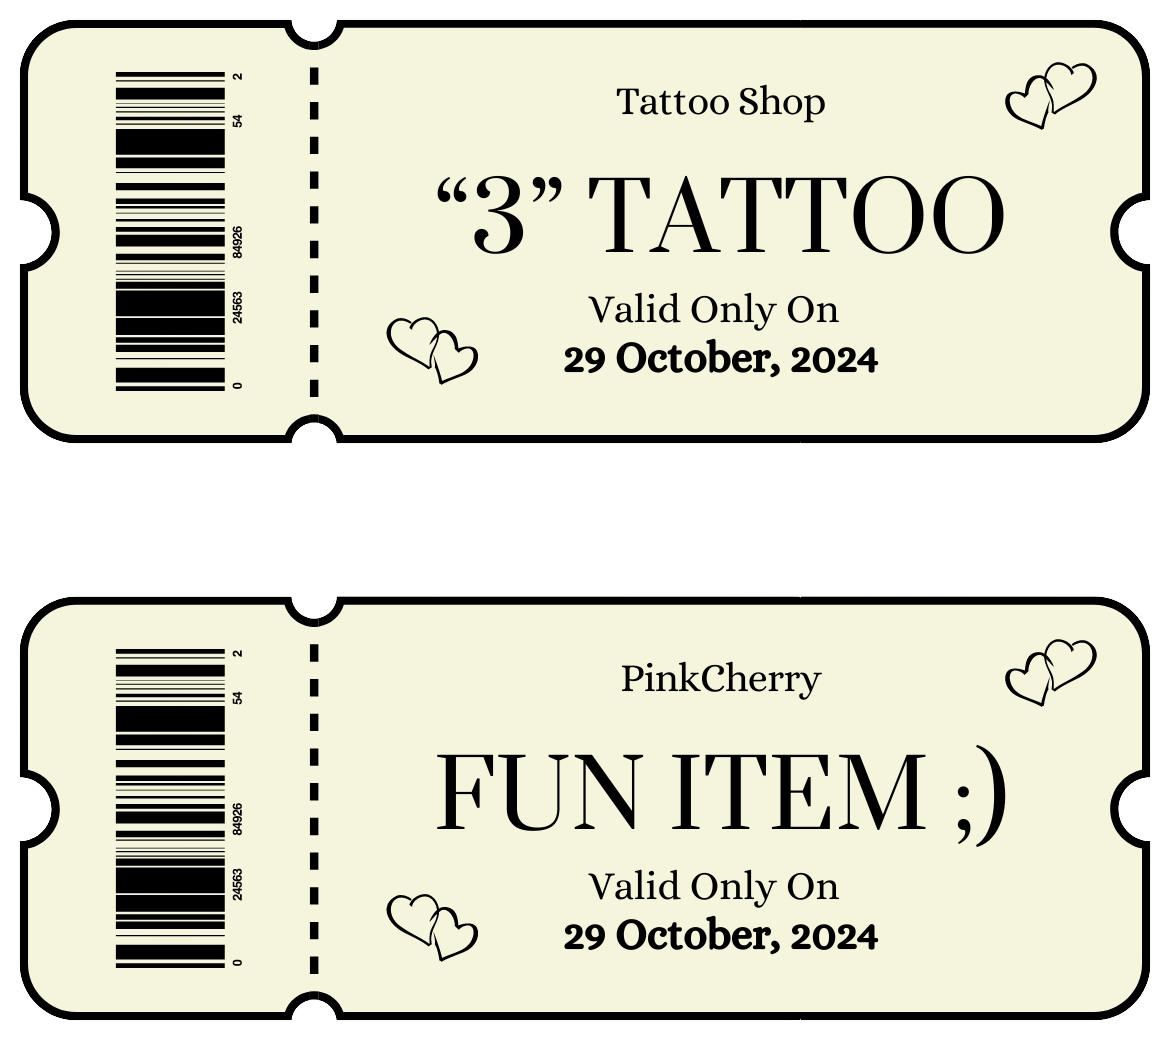 2
54
84926
24563
0
Tattoo Shop
“3” TATTOO
Valid Only On
29 October, 2024
2
54
84926
24563
0
PinkCherry
FUN ITEM ;)
Valid Only On
29 October, 2024